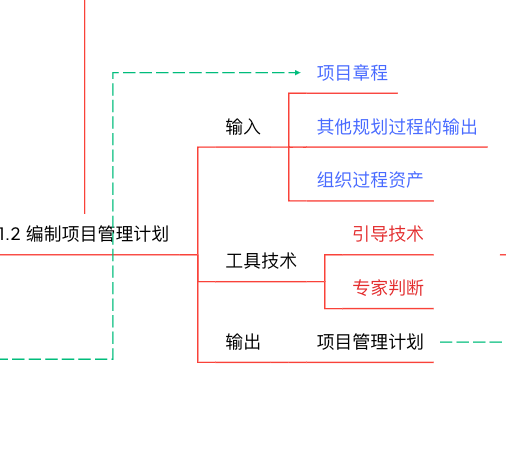 项目章程
输入
其他规划过程的输出
组织过程资产
1.2 编制项目管理计划
引导技术
工具技术
专家判断
输出
项目管理计划